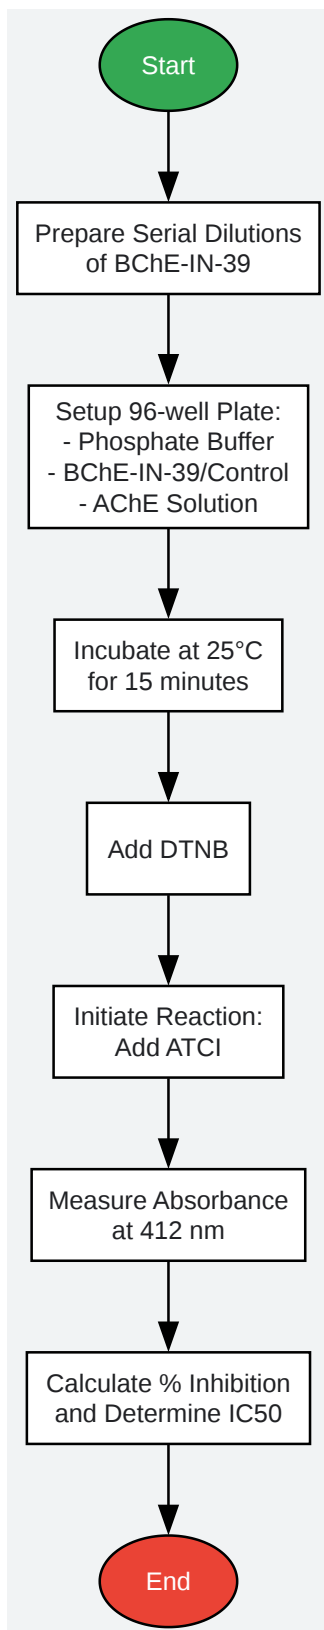 Start
Prepare Serial Dilutions
of BChE-IN-39
Setup 96-well Plate:
- Phosphate Buffer
- BChE-IN-39/Control
- AChE Solution
Incubate at 25°C
for 15 minutes
Add DTNB
Initiate Reaction:
Add ATCI
Measure Absorbance
at 412 nm
Calculate % Inhibition
and Determine IC50
End